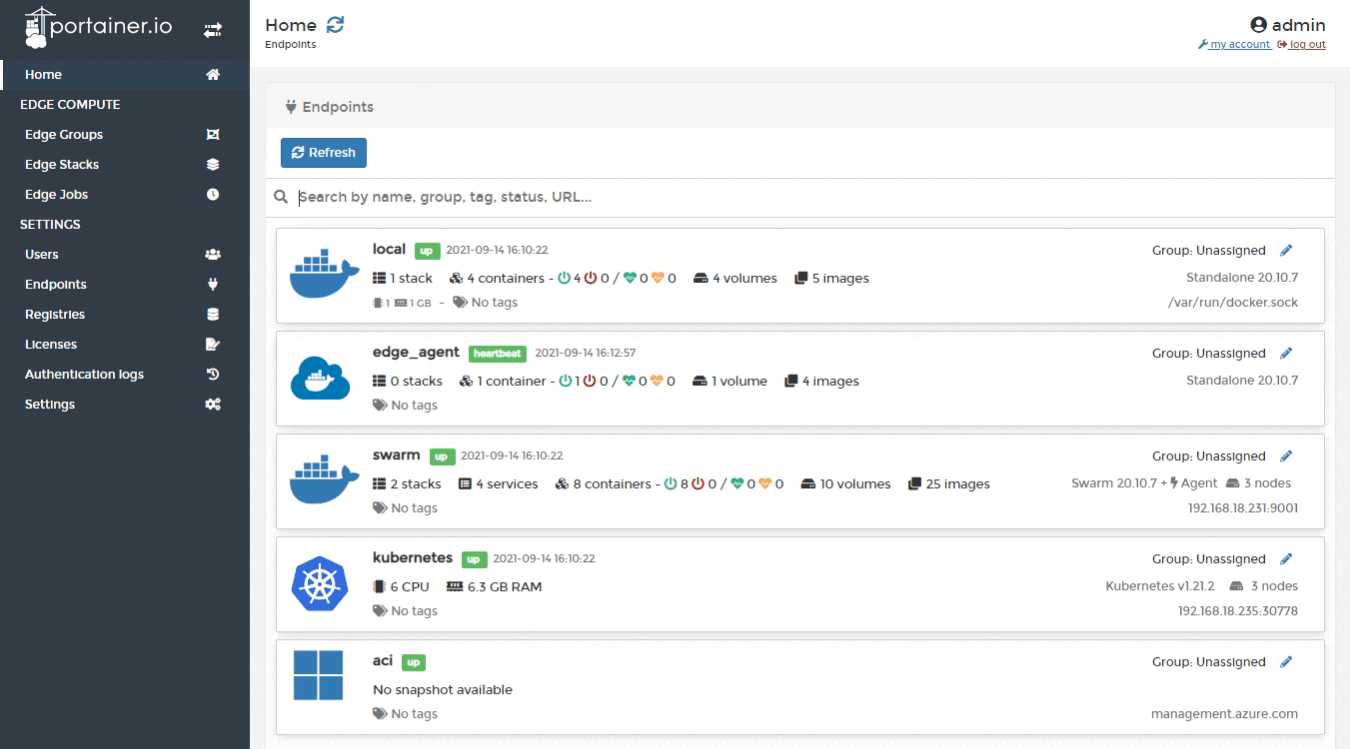 portainer.io
Home
EDGE COMPUTE
Edge Groups
Edge Stacks
Edge Jobs
SETTINGS
Users
Endpoints
Registries
Licenses
Authentication logs
Settings
Home
Endpoints
admin
my account log out
Endpoints
Refresh
Search by name, group, tag, status, URL...
local up 2021-09-14 16:10:22 Group: Unassigned
1 stack 4 containers - 4 0 / 0 0 4 volumes 5 images Standalone 20.10.7
1 1 GB - No tags /var/run/docker.sock
edge_agent heartbeat 2021-09-14 16:12:57 Group: Unassigned
0 stacks 1 container - 1 0 / 0 0 1 volume 4 images Standalone 20.10.7
No tags
swarm up 2021-09-14 16:10:22 Group: Unassigned
2 stacks 4 services 8 containers - 8 0 / 0 0 10 volumes 25 images Swarm 20.10.7 + Agent 3 nodes
No tags 192.168.18.231:9001
kubernetes up 2021-09-14 16:10:22 Group: Unassigned
6 CPU 6.3 GB RAM Kubernetes v1.21.2 3 nodes
No tags 192.168.18.235:30778
aci up Group: Unassigned
No snapshot available
No tags management.azure.com